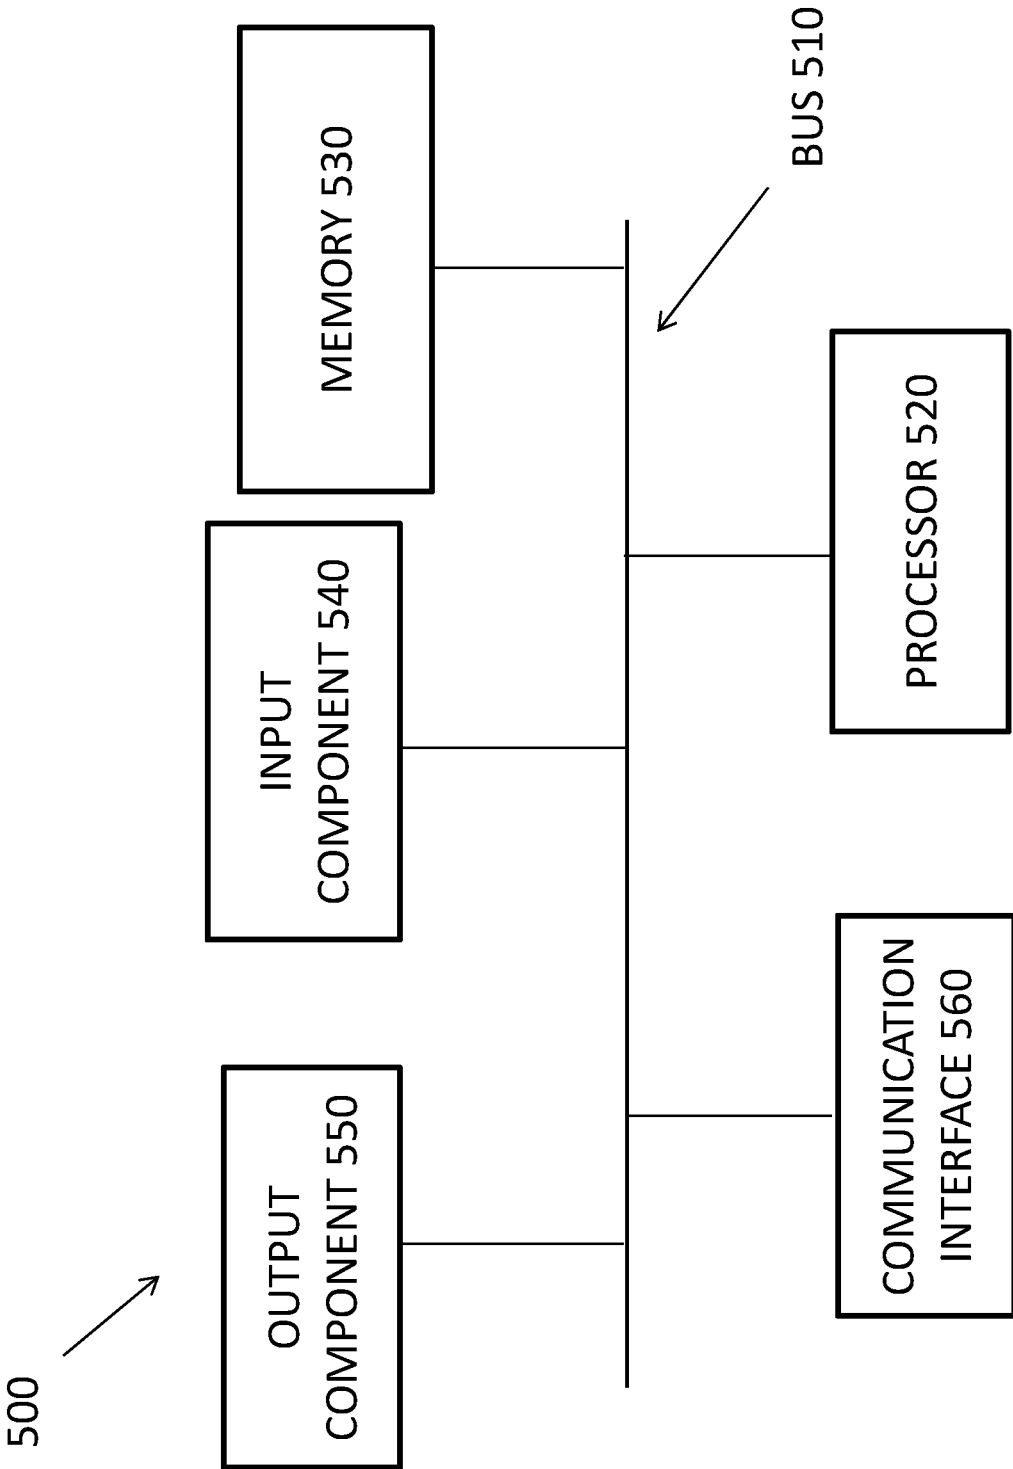 500
OUTPUT
COMPONENT 550
INPUT
COMPONENT 540
MEMORY 530
COMMUNICATION
INTERFACE 560
PROCESSOR 520
BUS 510